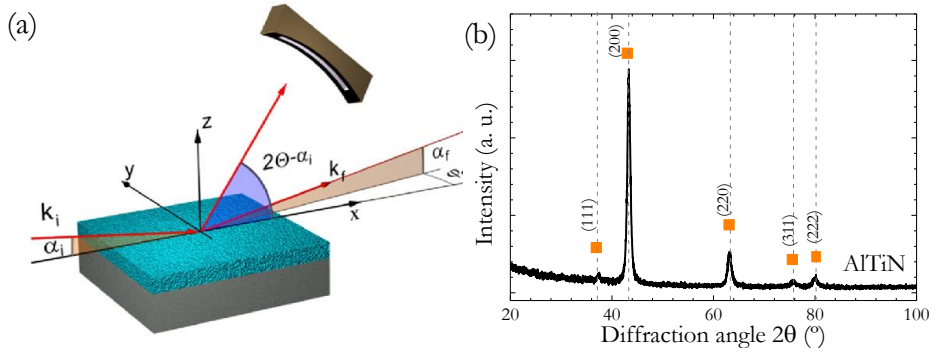 (a)
z
y
x
2Θ-αi
kf
αf
ki
αi
(b)
Intensity (a. u.)
(111)
(200)
(220)
(311)
(222)
AlTiN
20 40 60 80 100
Diffraction angle 2θ (º)